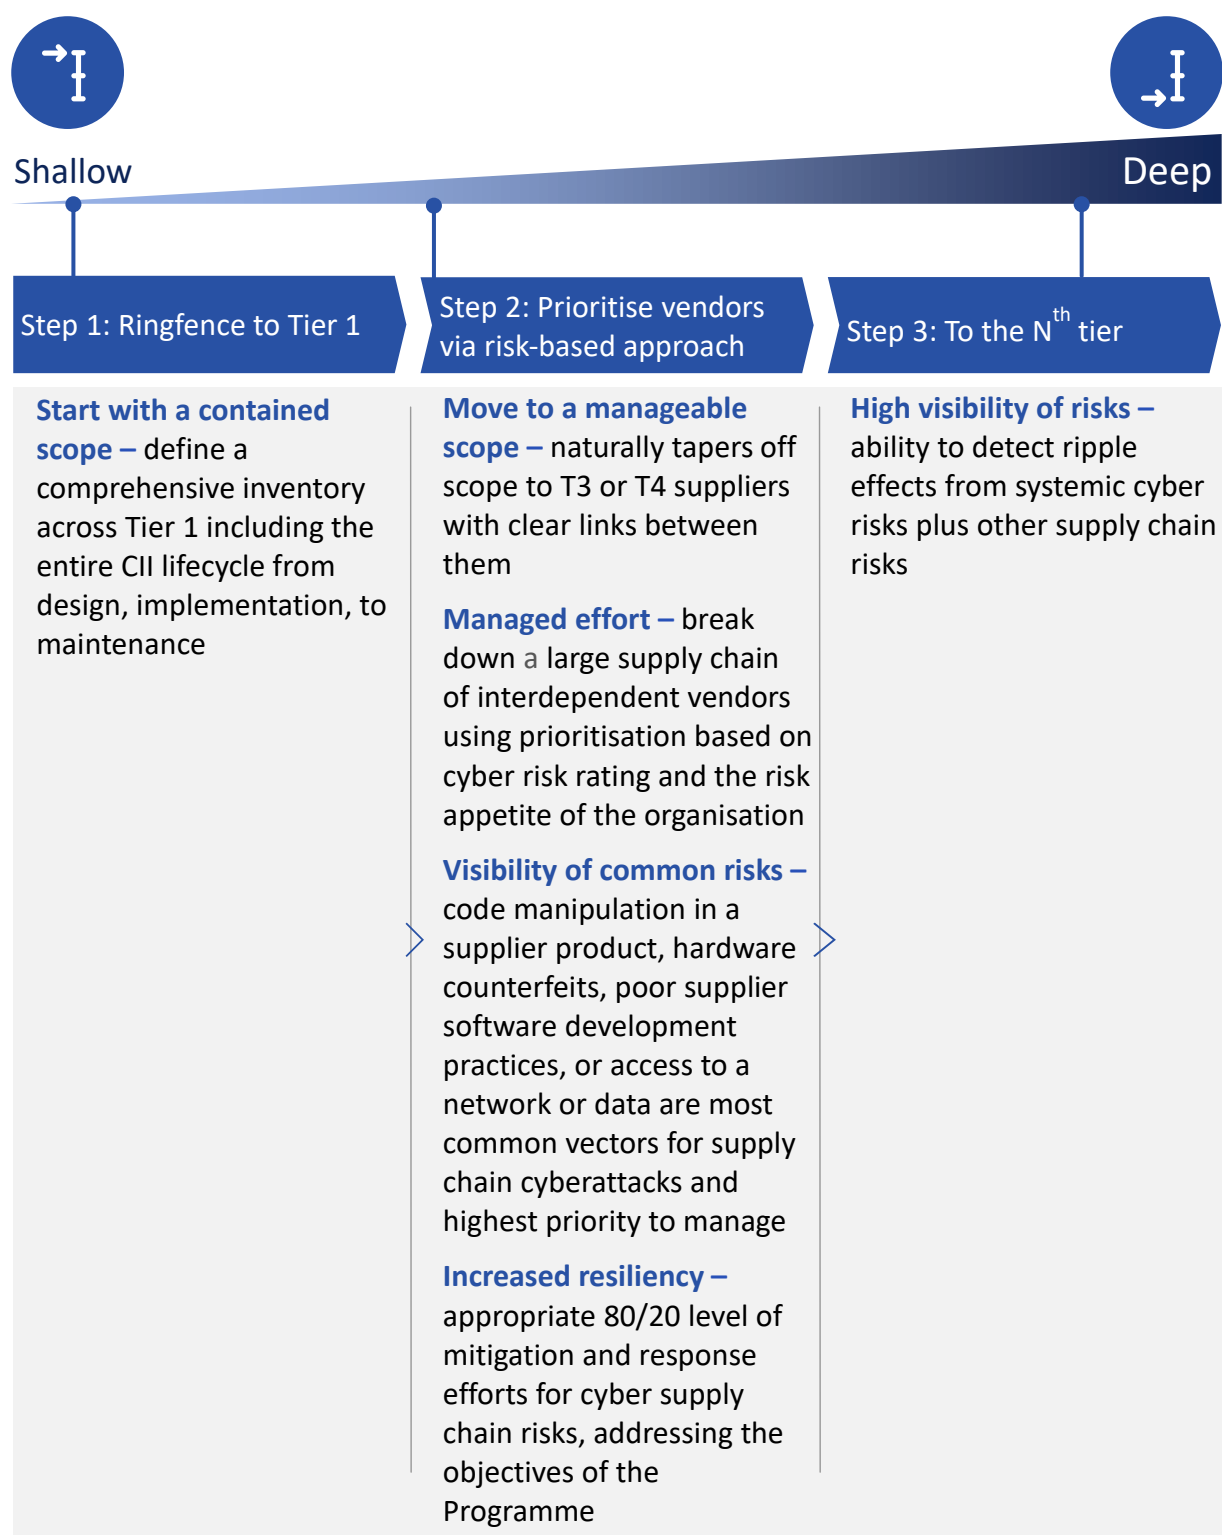 Shallow
Deep
Step 1: Ringfence to Tier 1
Step 2: Prioritise vendors
via risk-based approach
Step 3: To the Nth tier
Start with a contained
scope – define a
comprehensive inventory
across Tier 1 including the
entire CII lifecycle from
design, implementation, to
maintenance
Move to a manageable
scope – naturally tapers off
scope to T3 or T4 suppliers
with clear links between
them
Managed effort – break
down a large supply chain
of interdependent vendors
using prioritisation based on
cyber risk rating and the risk
appetite of the organisation
Visibility of common risks –
code manipulation in a
supplier product, hardware
counterfeits, poor supplier
software development
practices, or access to a
network or data are most
common vectors for supply
chain cyberattacks and
highest priority to manage
Increased resiliency –
appropriate 80/20 level of
mitigation and response
efforts for cyber supply
chain risks, addressing the
objectives of the
Programme
High visibility of risks –
ability to detect ripple
effects from systemic cyber
risks plus other supply chain
risks